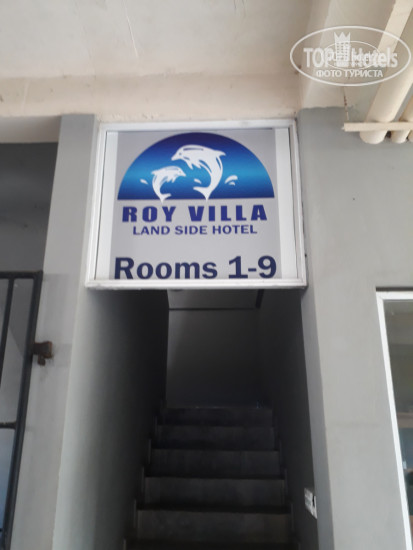 TOP Hotels
ФОТО ТУРИСТА
ROY VILLA
LAND SIDE HOTEL
Rooms 1-9